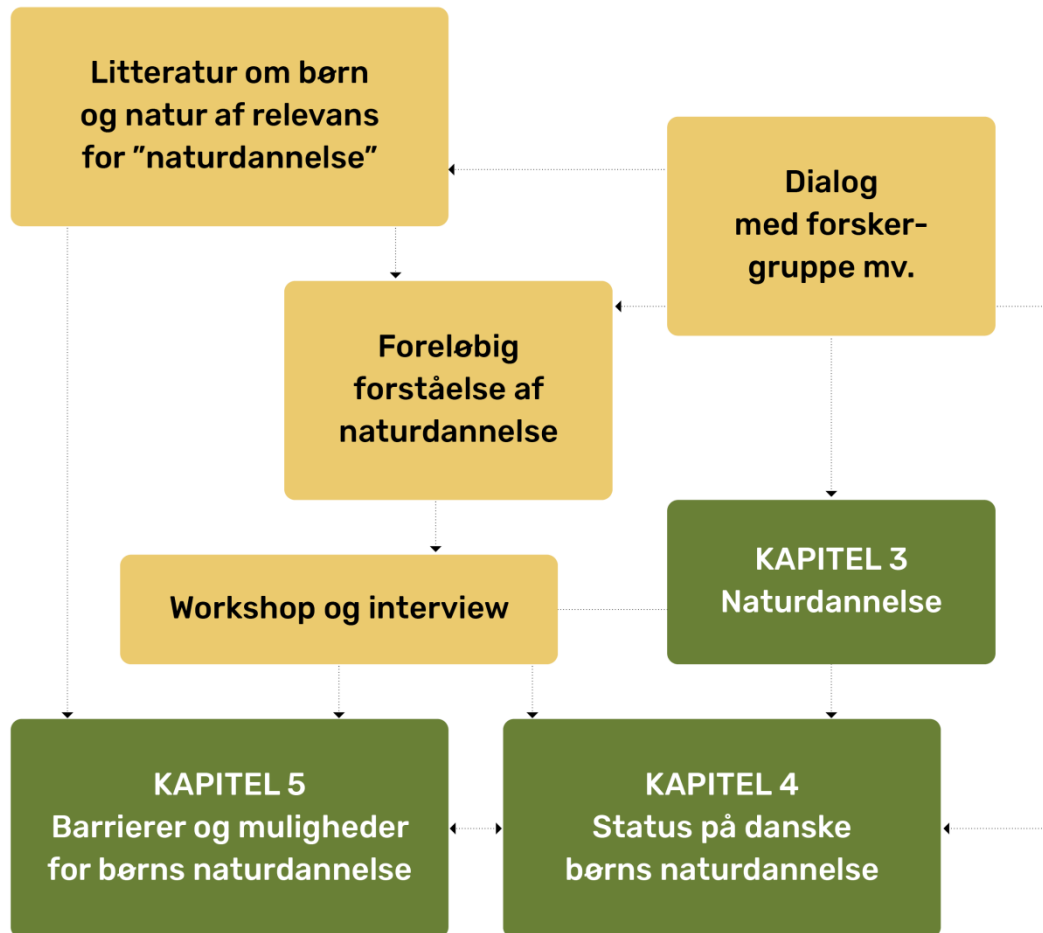 Litteratur om børn
og natur af relevans
for ”naturdannelse”
Dialog
med forsker-
gruppe mv.
Foreløbig
forståelse af
naturdannelse
Workshop og interview
KAPITEL 3
Naturdannelse
KAPITEL 5
Barrierer og muligheder
for børns naturdannelse
KAPITEL 4
Status på danske
børns naturdannelse